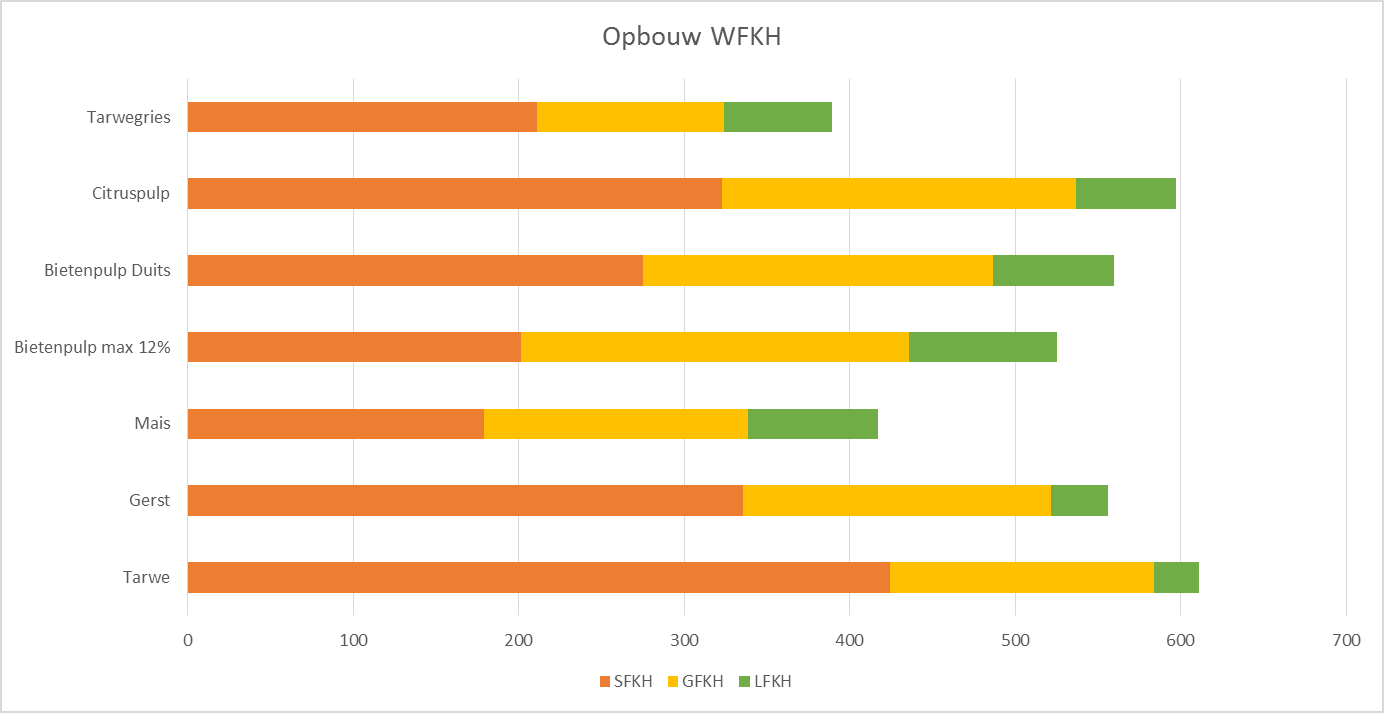 Opbouw WFKH
Tarwegries
Citruspulp
Bietenpulp Duits
Bietenpulp max 12%
Mais
Gerst
Tarwe
0 100 200 300 400 500 600 700
SFKH GFKH LFKH